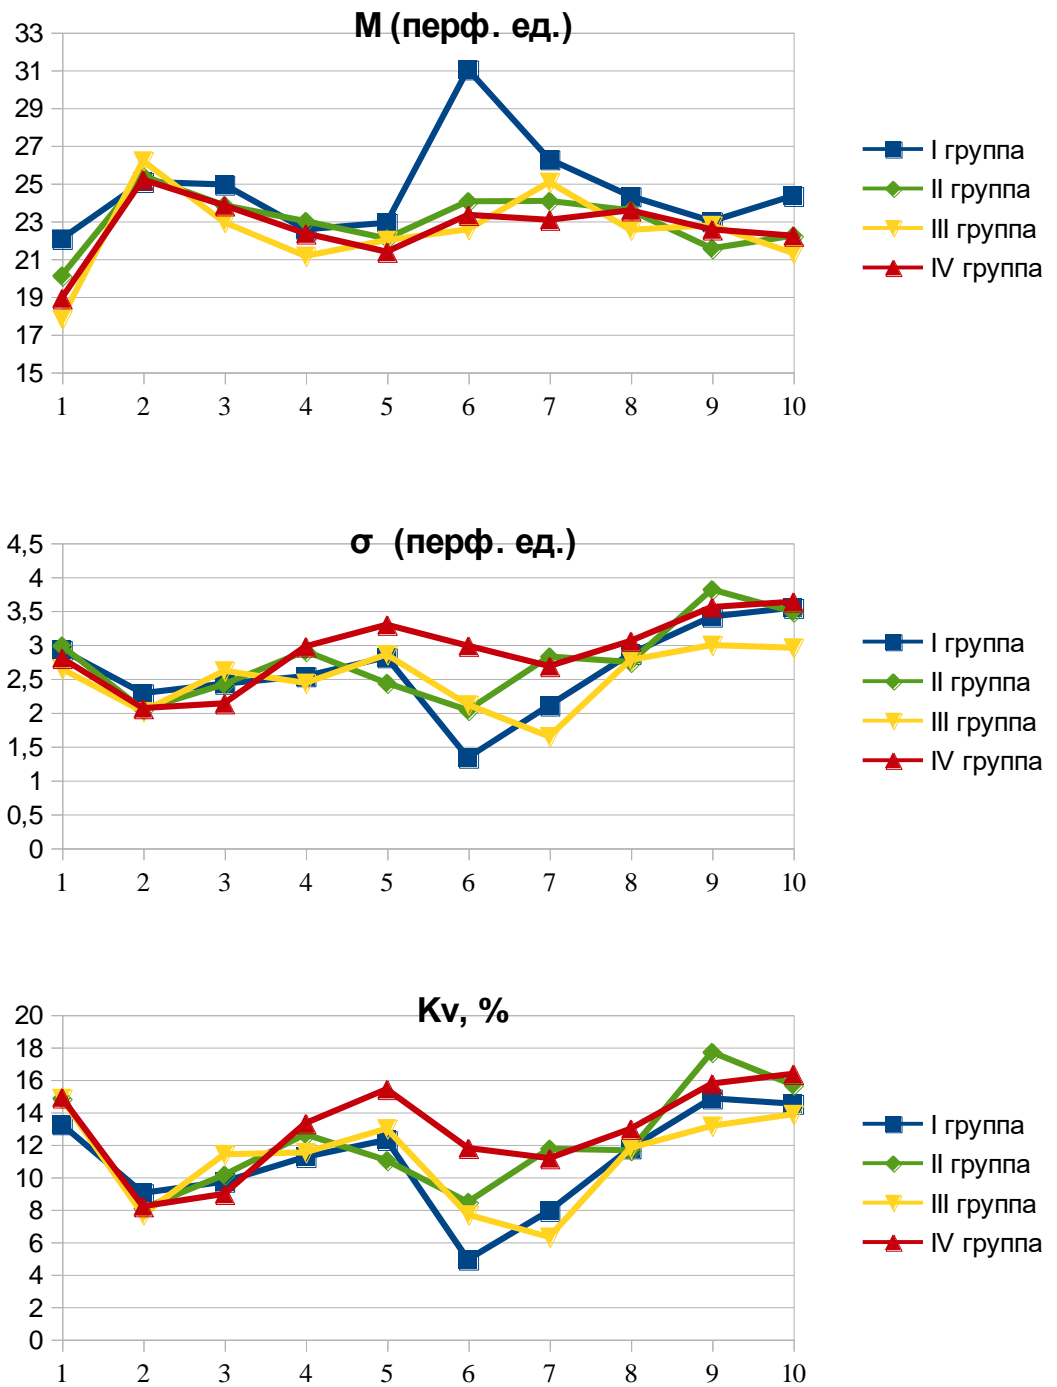 M (перф. ед.)
33
31
29
27
25
23
21
19
17
15
1 2 3 4 5 6 7 8 9 10
I группа
II группа
III группа
IV группа
σ (перф. ед.)
4,5
4
3,5
3
2,5
2
1,5
1
0,5
0
1 2 3 4 5 6 7 8 9 10
I группа
II группа
III группа
IV группа
Kv, %
20
18
16
14
12
10
8
6
4
2
0
1 2 3 4 5 6 7 8 9 10
I группа
II группа
III группа
IV группа